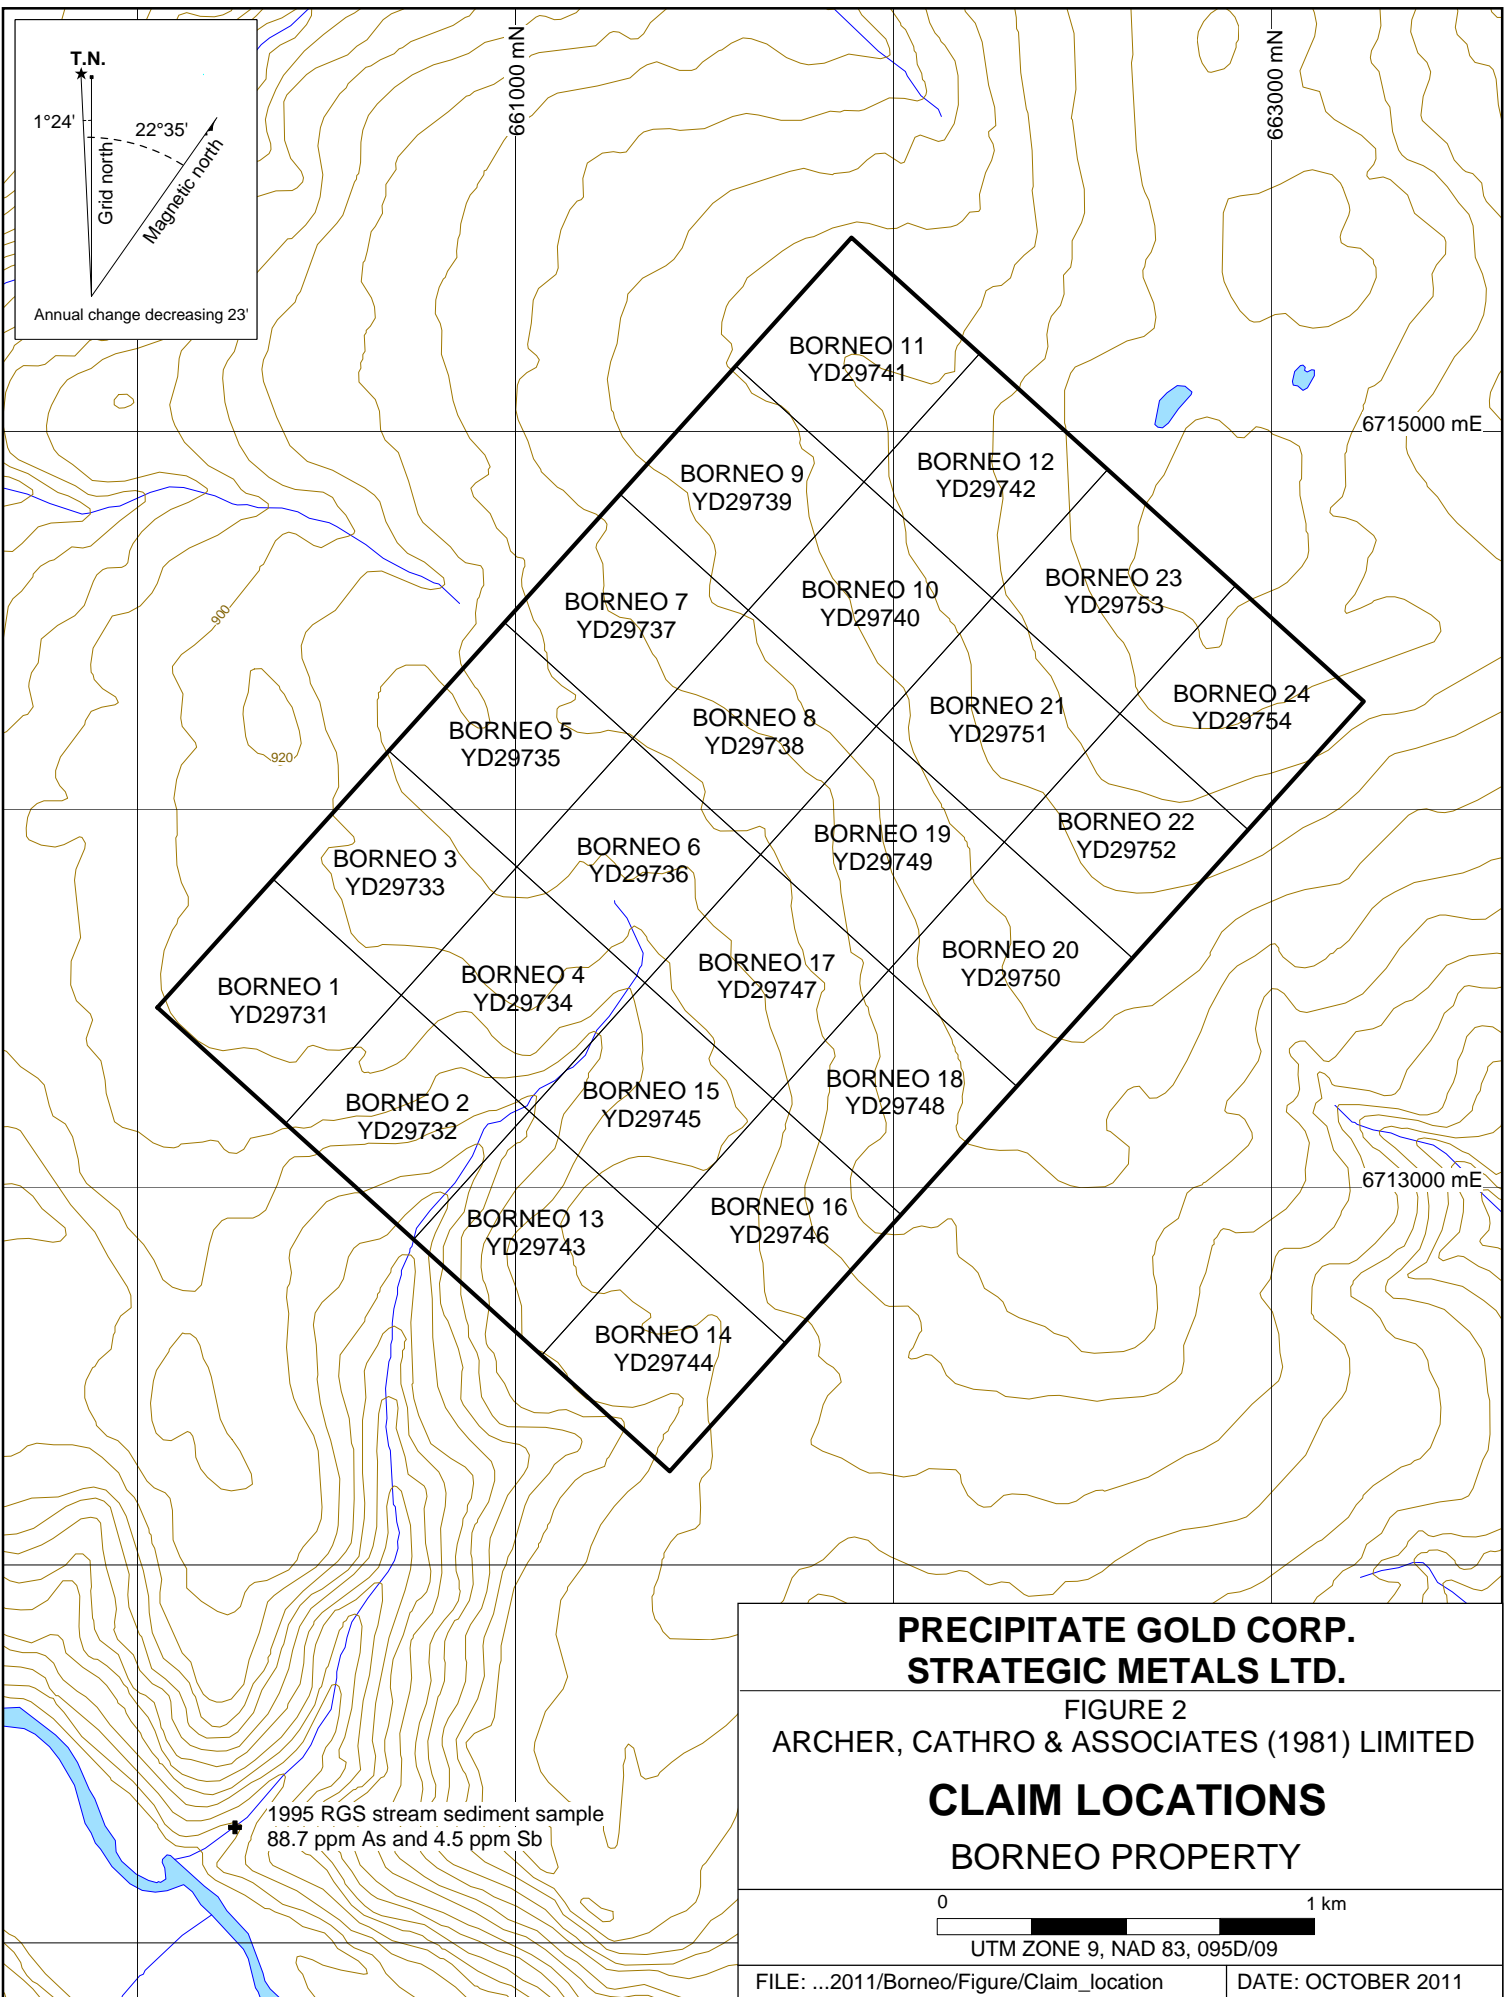 T.N.
1°24'
22°35'
Grid north
Magnetic north
Annual change decreasing 23'
661000 mN
663000 mN
BORNEO 11
YD29741
6715000 mE
BORNEO 9
YD29739
BORNEO 12
YD29742
BORNEO 7
YD29737
BORNEO 10
YD29740
BORNEO 23
YD29753
900
BORNEO 5
YD29735
BORNEO 8
YD29738
BORNEO 21
YD29751
BORNEO 24
YD29754
920
BORNEO 3
YD29733
BORNEO 6
YD29736
BORNEO 19
YD29749
BORNEO 22
YD29752
BORNEO 1
YD29731
BORNEO 4
YD29734
BORNEO 17
YD29747
BORNEO 20
YD29750
BORNEO 2
YD29732
BORNEO 15
YD29745
BORNEO 18
YD29748
6713000 mE
BORNEO 13
YD29743
BORNEO 16
YD29746
BORNEO 14
YD29744
1995 RGS stream sediment sample
88.7 ppm As and 4.5 ppm Sb
PRECIPITATE GOLD CORP.
STRATEGIC METALS LTD.
FIGURE 2
ARCHER, CATHRO & ASSOCIATES (1981) LIMITED
CLAIM LOCATIONS
BORNEO PROPERTY
0
1 km
UTM ZONE 9, NAD 83, 095D/09
FILE: ...2011/Borneo/Figure/Claim_location
DATE: OCTOBER 2011